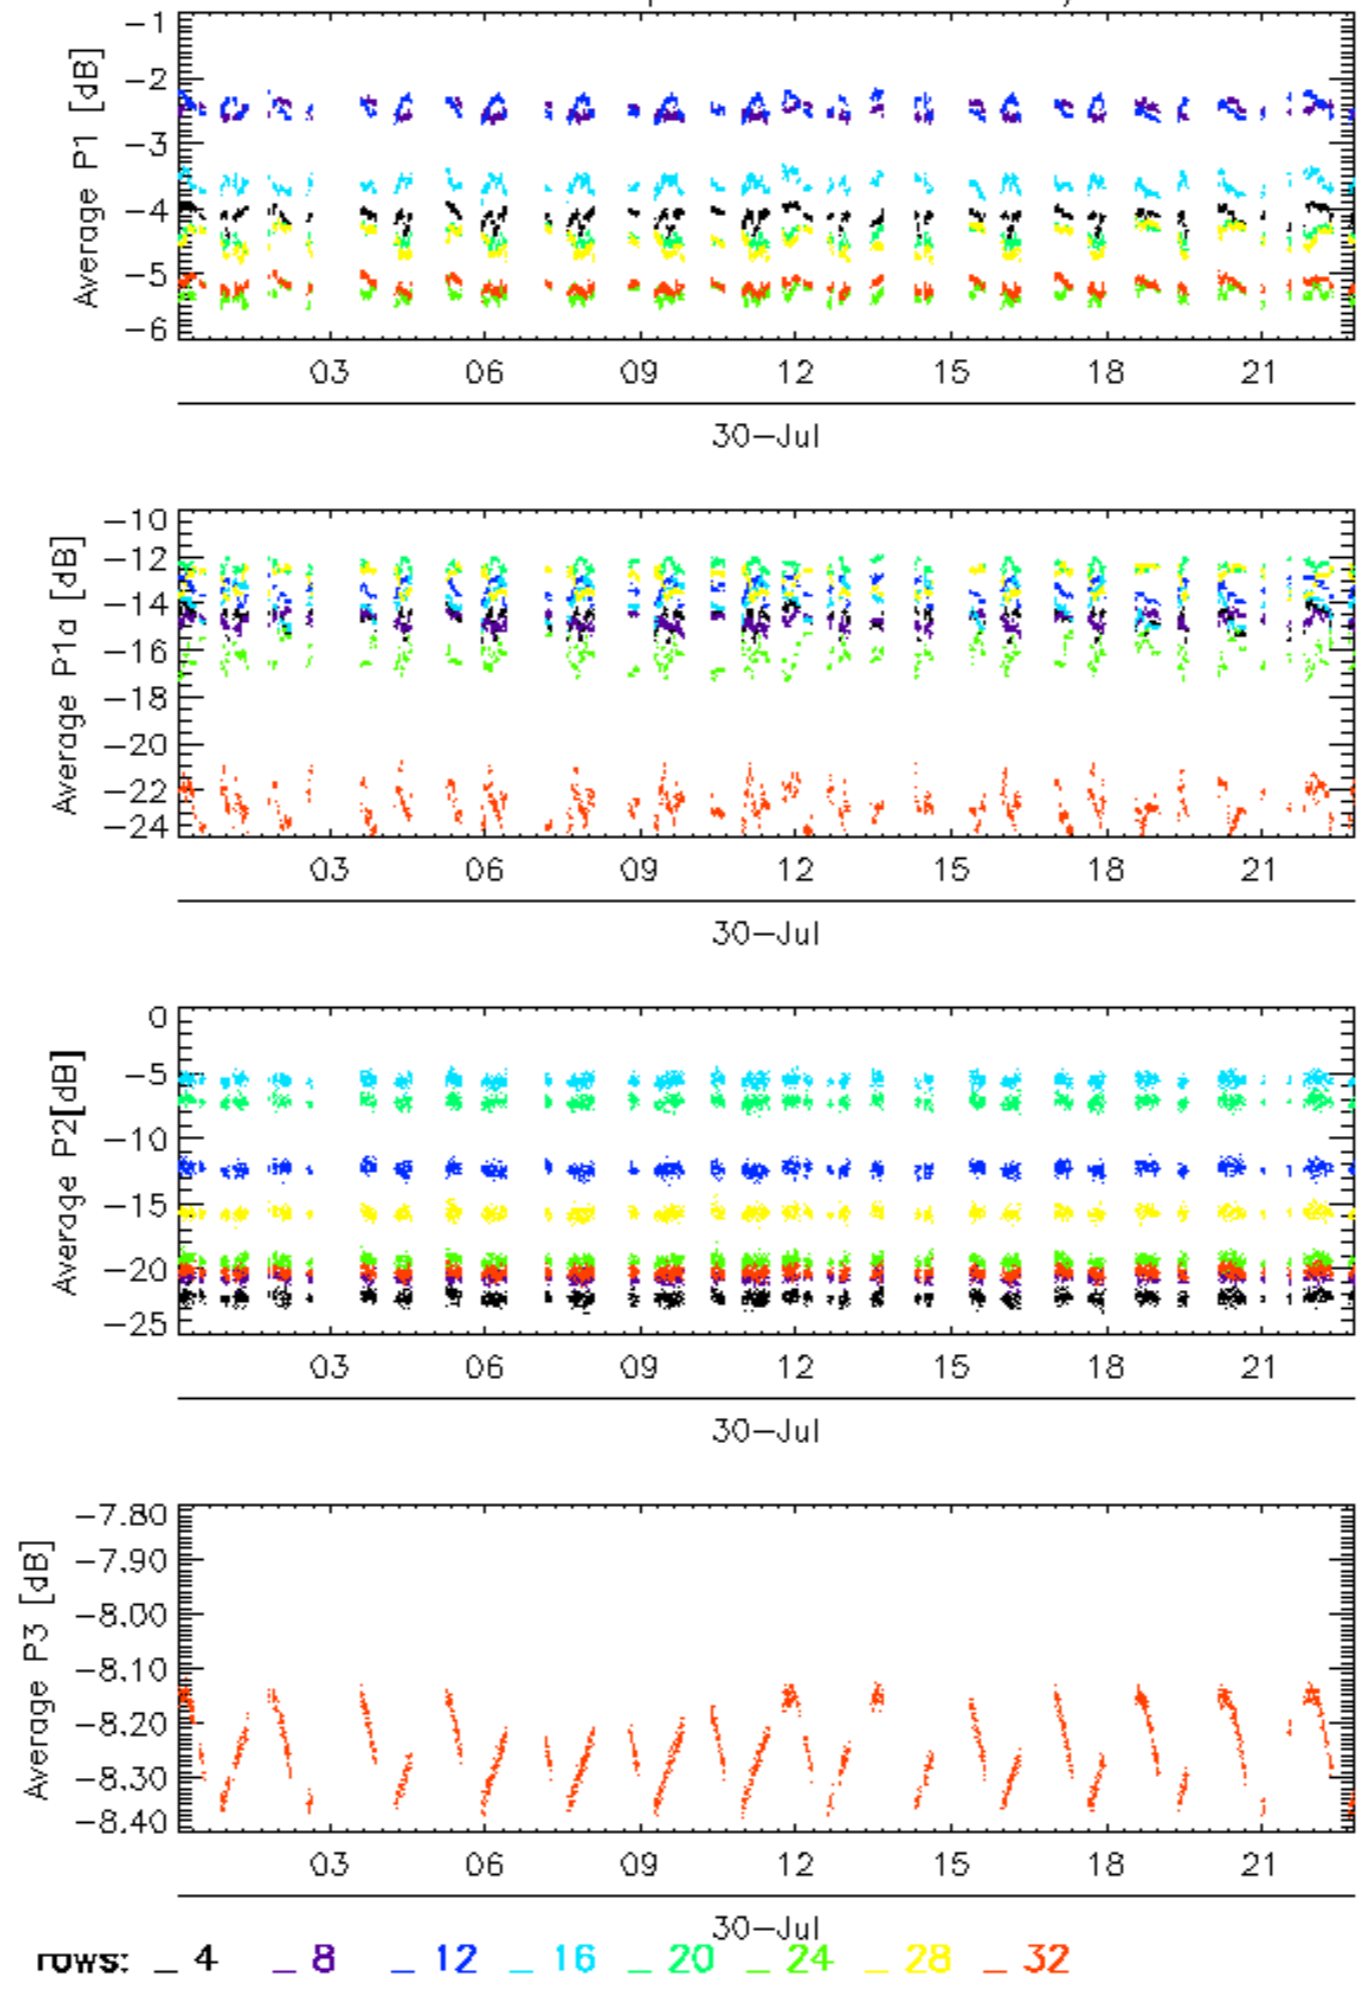 Average P1 [dB]
-1
-2
-3
-4
-5
-6
03 06 09 12 15 18 21
30-Jul
Average P1a [dB]
-10
-12
-14
-16
-18
-20
-22
-24
03 06 09 12 15 18 21
30-Jul
Average P2[dB]
0
-5
-10
-15
-20
-25
03 06 09 12 15 18 21
30-Jul
Average P3 [dB]
-7.80
-7.90
-8.00
-8.10
-8.20
-8.30
-8.40
03 06 09 12 15 18 21
30-Jul
rows: _ 4 _ 8 _ 12 _ 16 _ 20 _ 24 _ 28 _ 32